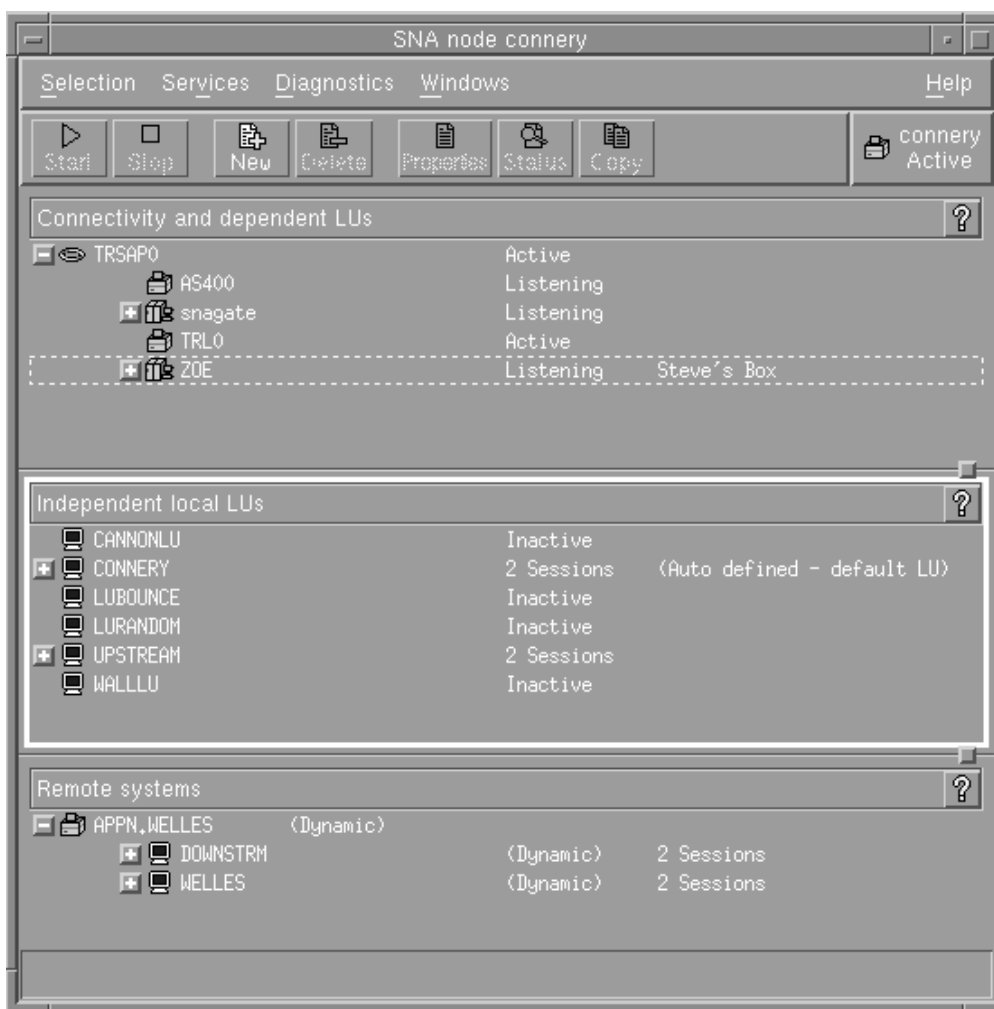 SNA node connery
Selection Services Diagnostics Windows Help
Start Stop New Delete Properties Status Copy connery Active
Connectivity and dependent LUs ?
TRSAP0 Active
AS400 Listening
snagate Listening
TRL0 Active
ZOE Listening Steve's Box
Independent local LUs ?
CANNONLU Inactive
CONNERY 2 Sessions (Auto defined - default LU)
LUBOUNCE Inactive
LURANDOM Inactive
UPSTREAM 2 Sessions
WALLLU Inactive
Remote systems ?
APPN.WELLES (Dynamic)
DOWNSTRM (Dynamic) 2 Sessions
WELLES (Dynamic) 2 Sessions